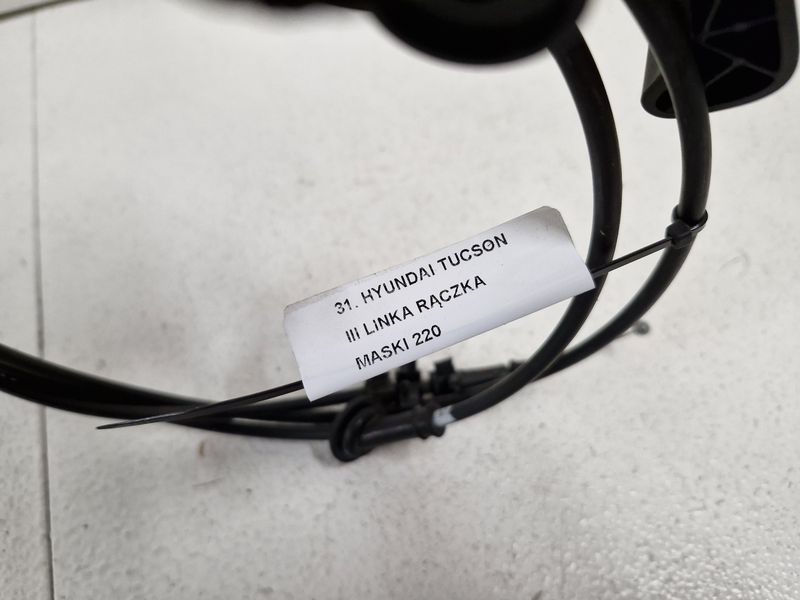 31. HYUNDAI TUCSON
III LINKA RĄCZKA
MASKI 220